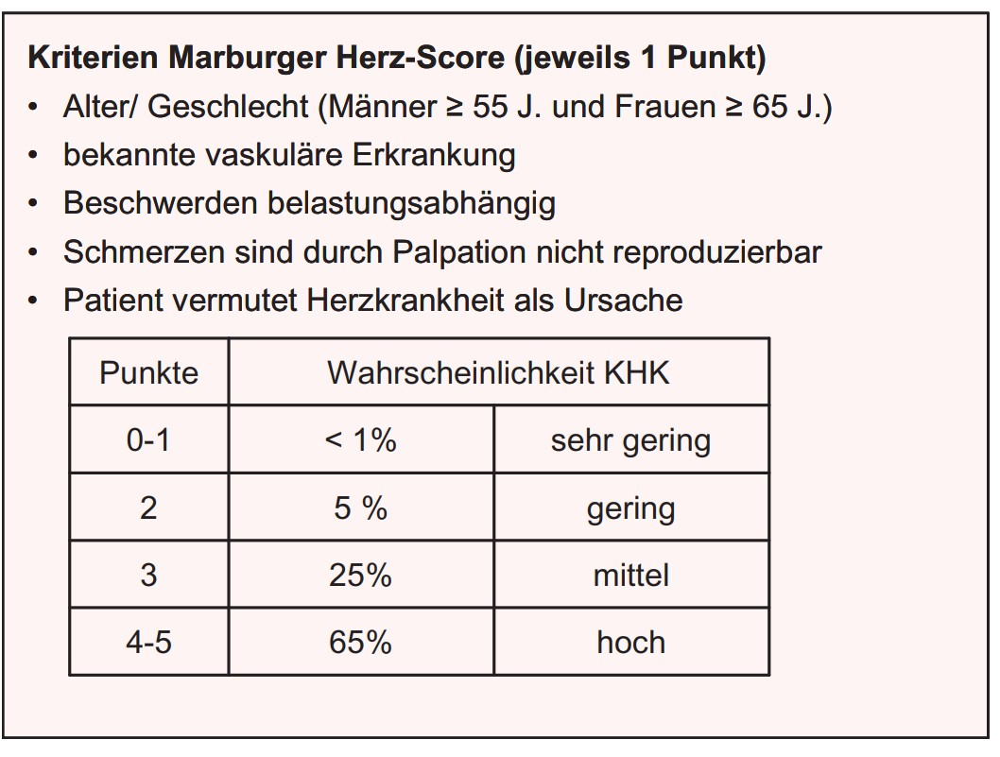 Kriterien Marburger Herz-Score (jeweils 1 Punkt)
• Alter/ Geschlecht (Männer ≥ 55 J. und Frauen ≥ 65 J.)
• bekannte vaskuläre Erkrankung
• Beschwerden belastungsabhängig
• Schmerzen sind durch Palpation nicht reproduzierbar
• Patient vermutet Herzkrankheit als Ursache
Punkte Wahrscheinlichkeit KHK
0-1 < 1% sehr gering
2 5 % gering
3 25% mittel
4-5 65% hoch